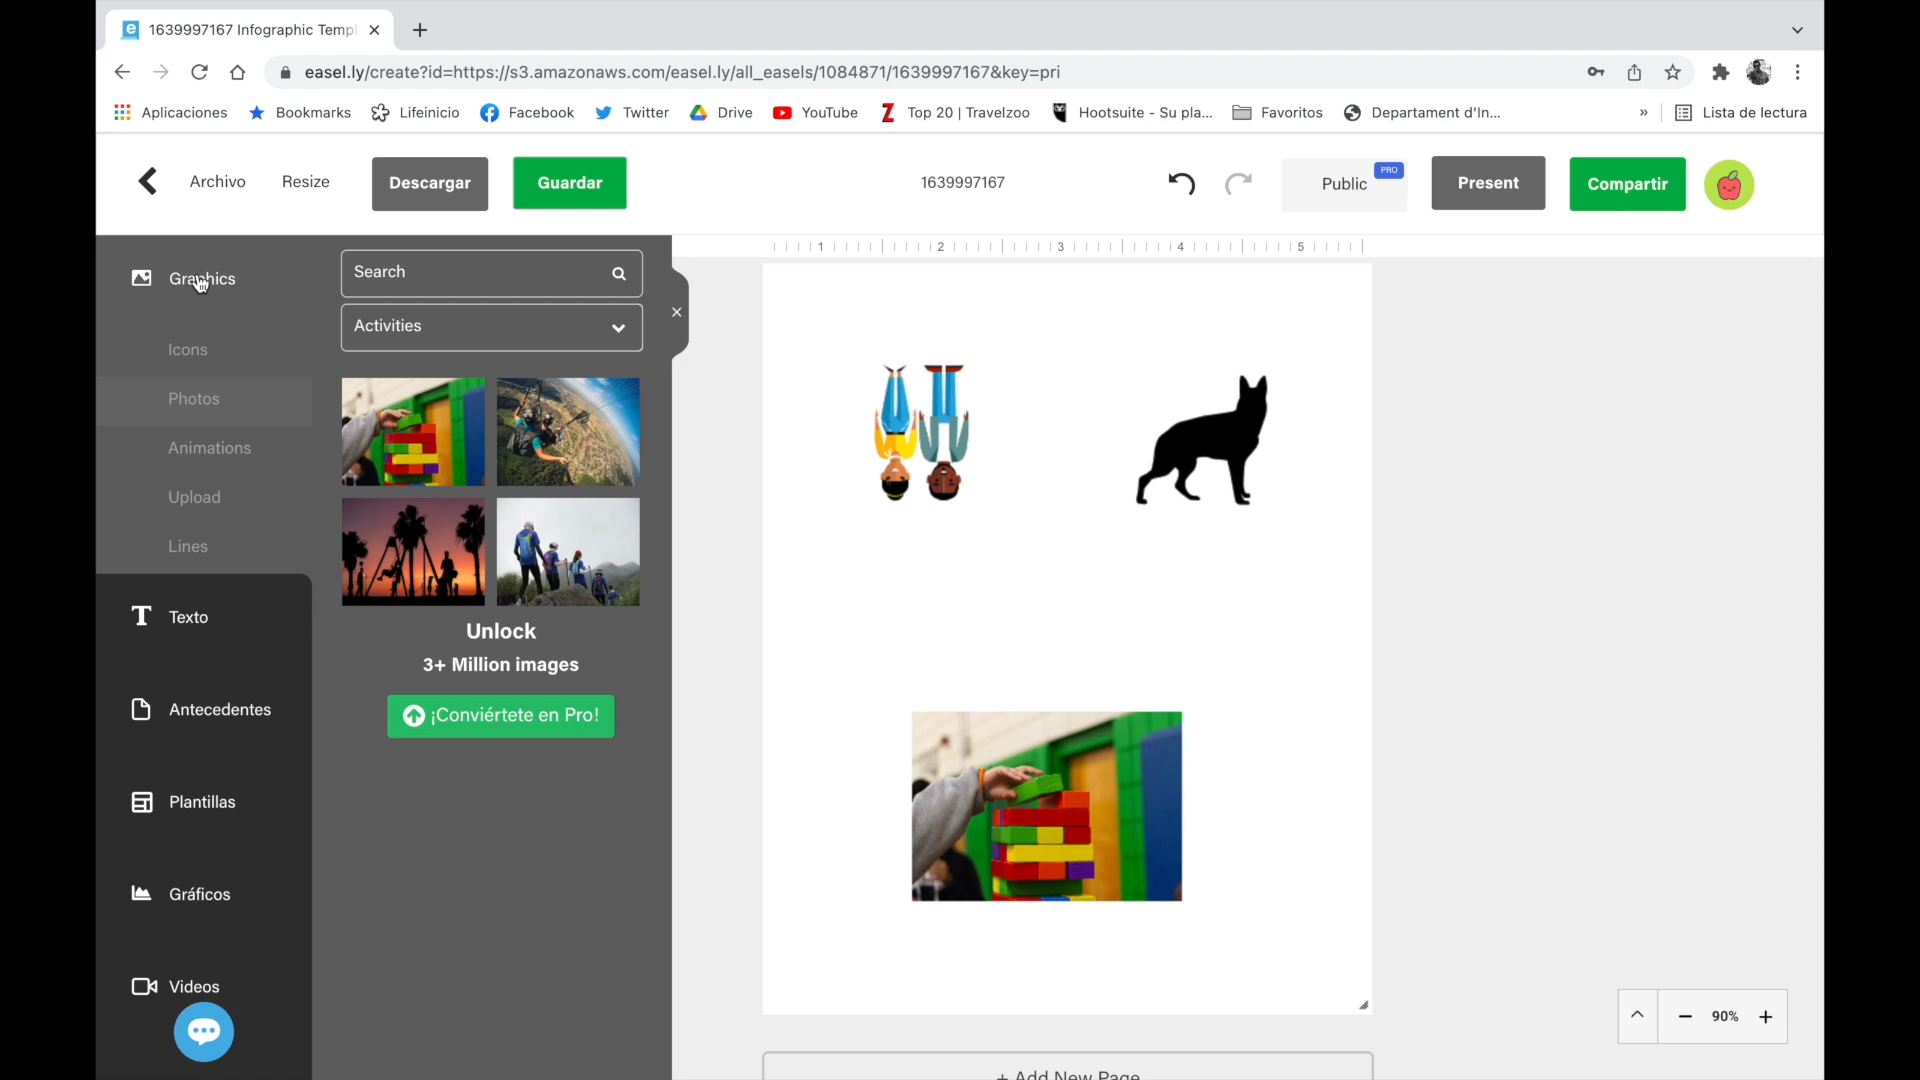 1639997167 Infographic Templ
easel.ly/create?id=https://s3.amazonaws.com/easel.ly/all_easels/1084871/1639997167&key=pri
Aplicaciones Bookmarks Lifeinicio Facebook Twitter Drive YouTube Top 20 | Travelzoo Hootsuite - Su pla... Favoritos Departament d'In... » Lista de lectura
Archivo Resize Descargar Guardar 1639997167 Public PRO Present Compartir
1 2 3 4 5
Graphics
Search
Activities
Icons
Photos
Animations
Upload
Lines
Unlock
3+ Million images
¡Conviértete en Pro!
Texto
Antecedentes
Plantillas
Gráficos
Videos
90%
+ Add New Page